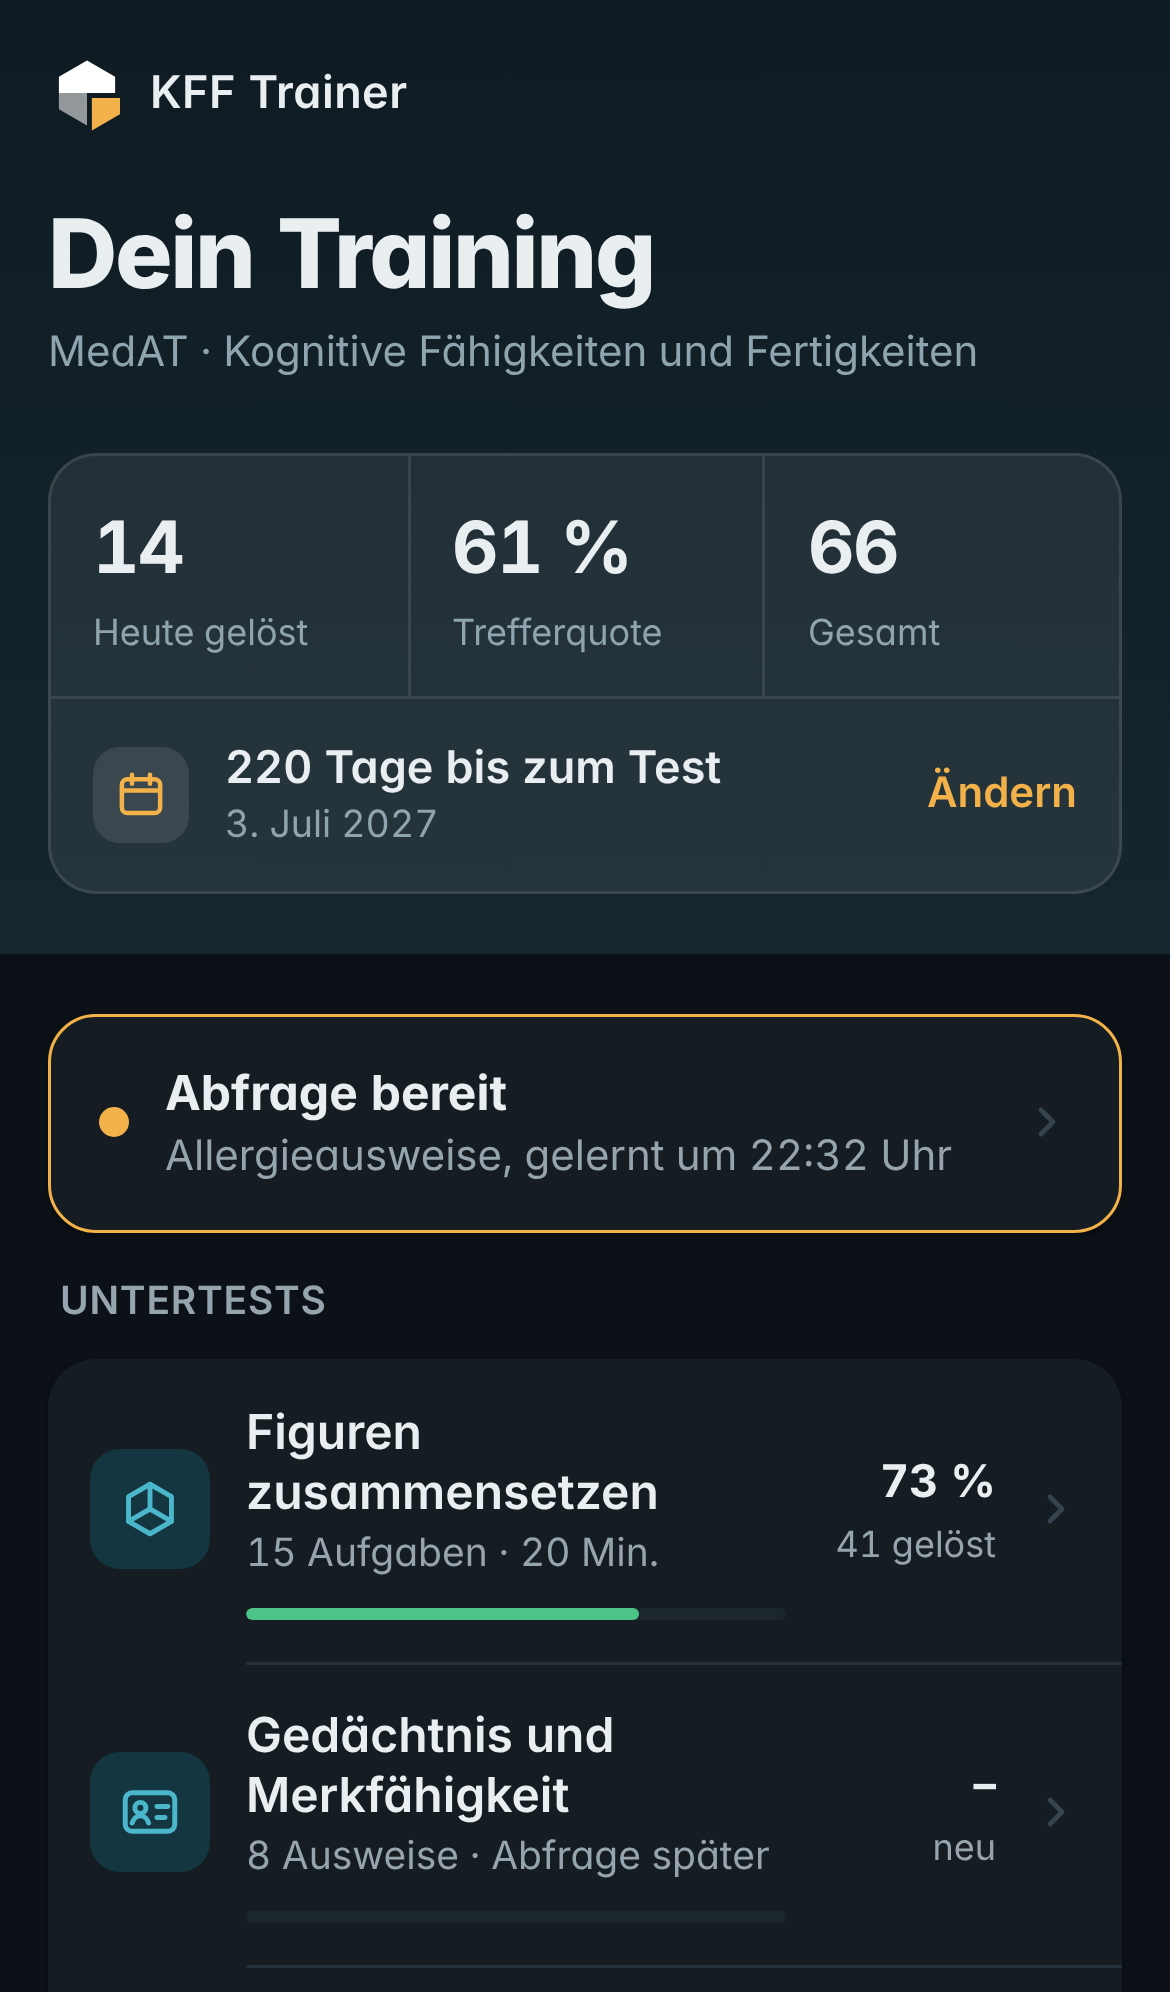 KFF Trainer
Dein Training
MedAT · Kognitive Fähigkeiten und Fertigkeiten
14
Heute gelöst
61 %
Trefferquote
66
Gesamt
220 Tage bis zum Test
3. Juli 2027
Ändern
Abfrage bereit
Allergieausweise, gelernt um 22:32 Uhr
UNTERTESTS
Figuren
zusammensetzen
15 Aufgaben · 20 Min.
73 %
41 gelöst
Gedächtnis und
Merkfähigkeit
8 Ausweise · Abfrage später
–
neu